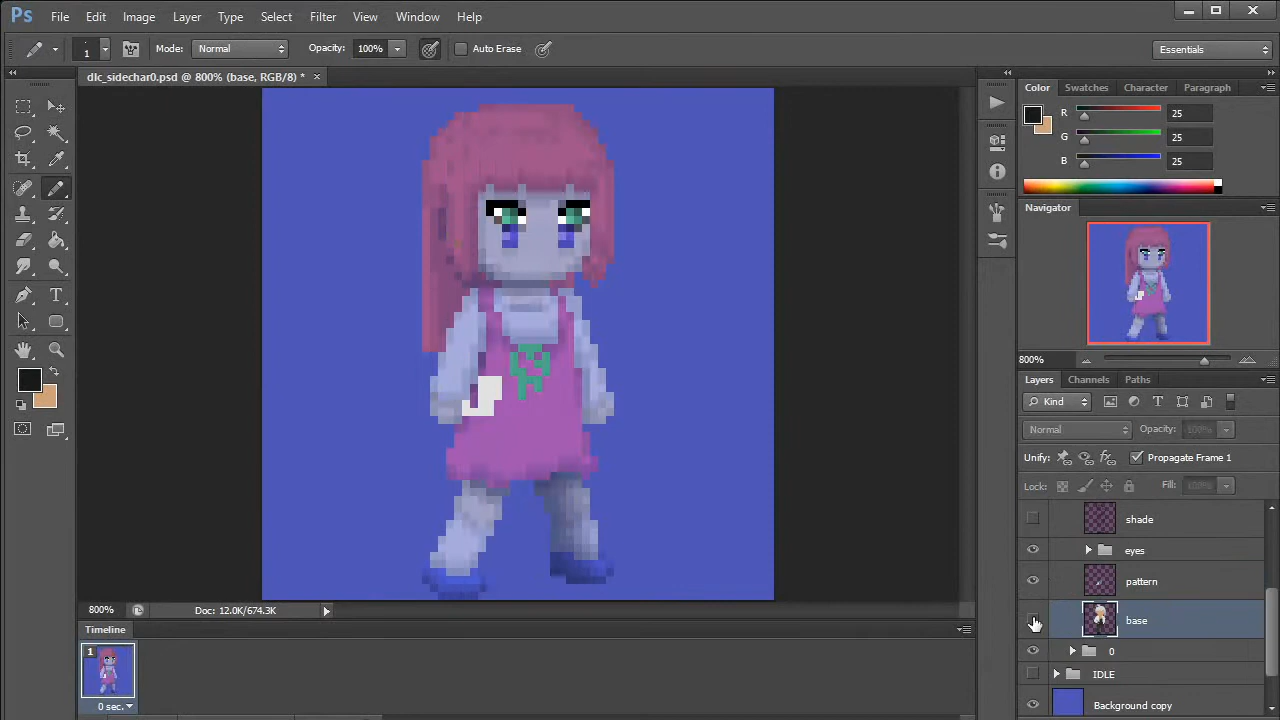 Ps File Edit Image Layer Type Select Filter View Window Help
1 Mode: Normal Opacity: 100% Auto Erase Essentials
dlc_sidechar0.psd @ 800% (base, RGB/8) * ×
Color Swatches Character Paragraph
R 25
G 25
B 25
Navigator
800%
Layers Channels Paths
Kind
Normal Opacity: 100%
Unify: Propagate Frame 1
Lock: Fill: 100%
shade
eyes
pattern
base
0
IDLE
Background copy
800% Doc: 12.0K/674.3K
Timeline
1
0 sec.